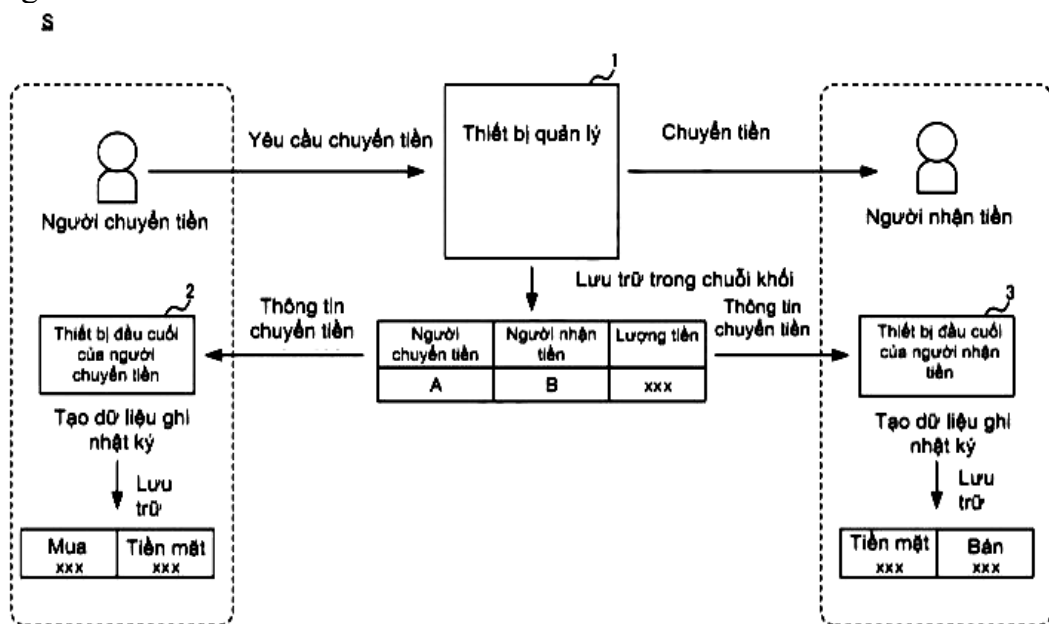 S
1
Thiết bị quản lý
Yêu cầu chuyển tiền
Chuyển tiền
Người chuyển tiền
Người nhận tiền
Lưu trữ trong chuỗi khối
2
Thông tin
chuyển tiền
Thông tin
chuyển tiền
3
Thiết bị đầu cuối
của người
chuyển tiền
Người
chuyển tiền
Người nhận
tiền
Lượng tiền
A
B
xxx
Thiết bị đầu cuối
của người nhận
tiền
Tạo dữ liệu ghi
nhật ký
Tạo dữ liệu ghi
nhật ký
Lưu
trữ
Lưu
trữ
Mua
xxx
Tiền mặt
xxx
Tiền mặt
xxx
Bán
xxx